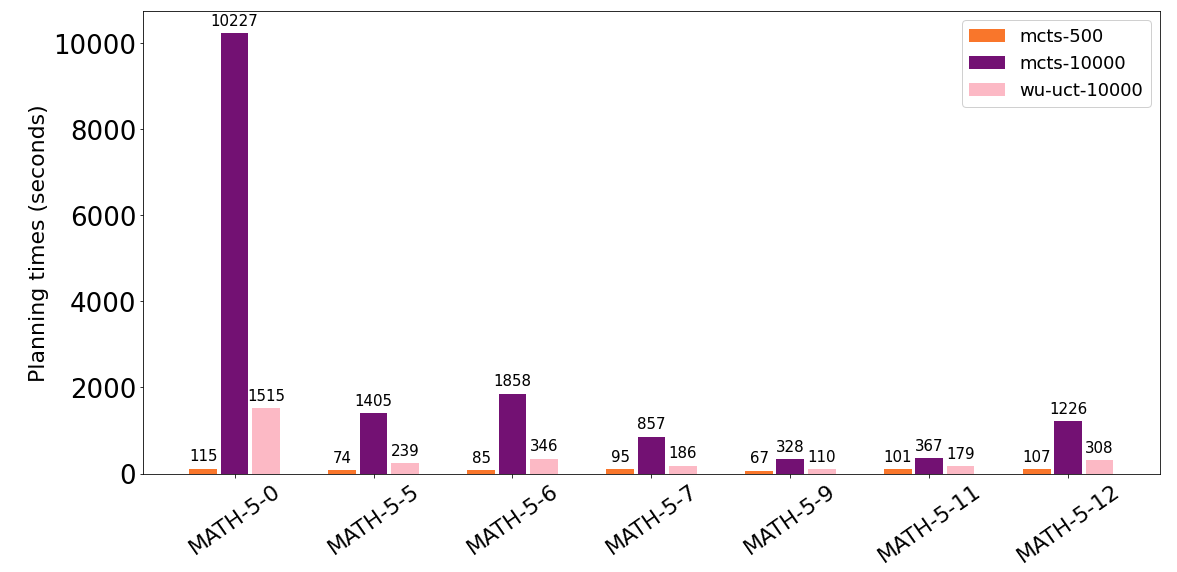 Planning times (seconds)
10000
8000
6000
4000
2000
0
mcts-500
mcts-10000
wu-uct-10000
115
10227
1515
74
1405
239
85
1858
346
95
857
186
67
328
110
101
367
179
107
1226
308
MATH-5-0
MATH-5-5
MATH-5-6
MATH-5-7
MATH-5-9
MATH-5-11
MATH-5-12